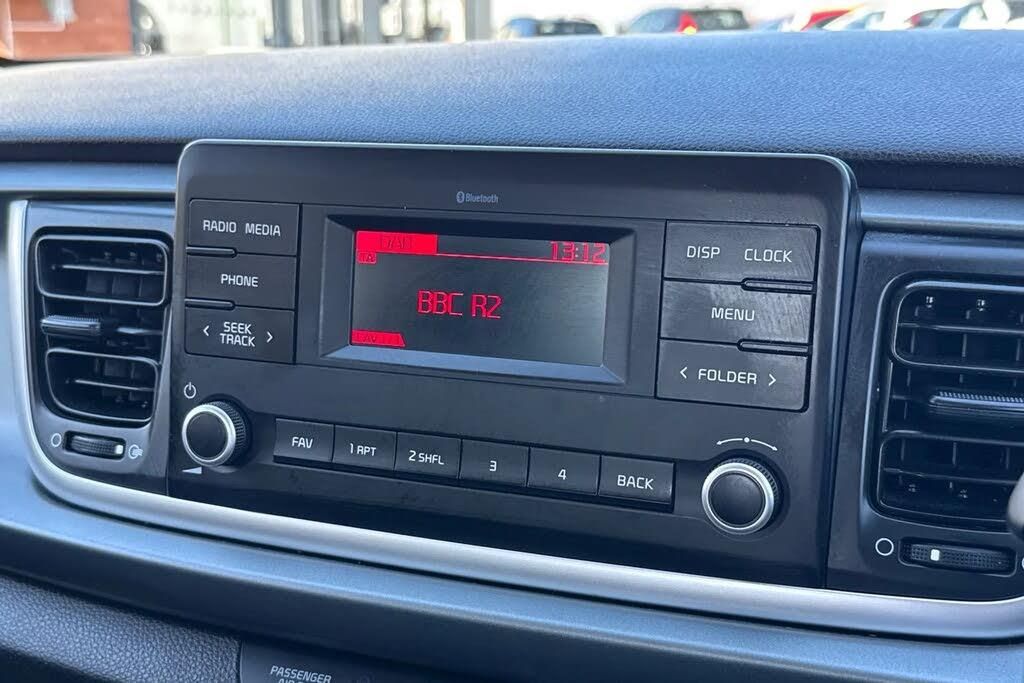 Bluetooth
RADIO MEDIA
PHONE
< SEEK >
TRACK
DAB
13:12
BBC R2
DISP CLOCK
MENU
< FOLDER >
FAV
1 RPT
2 SHFL
3
4
BACK
PASSENGER